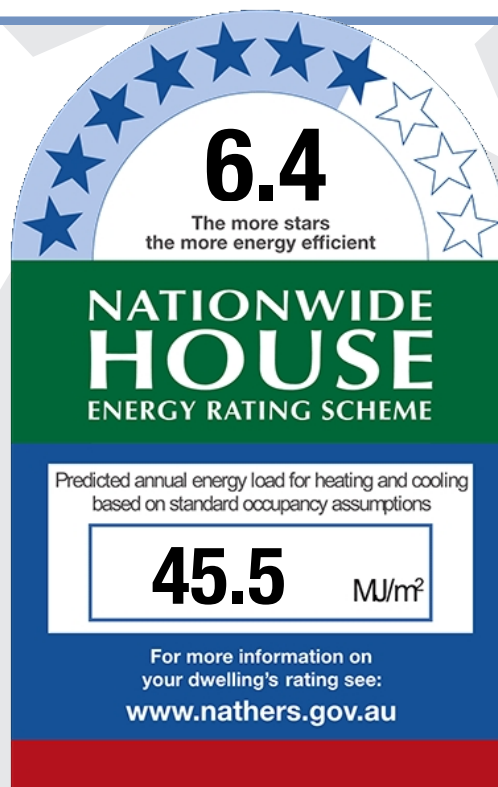 6.4
The more stars
the more energy efficient
NATIONWIDE
HOUSE
ENERGY RATING SCHEME
Predicted annual energy load for heating and cooling
based on standard occupancy assumptions
45.5 MJ/m²
For more information on
your dwelling's rating see:
www.nathers.gov.au